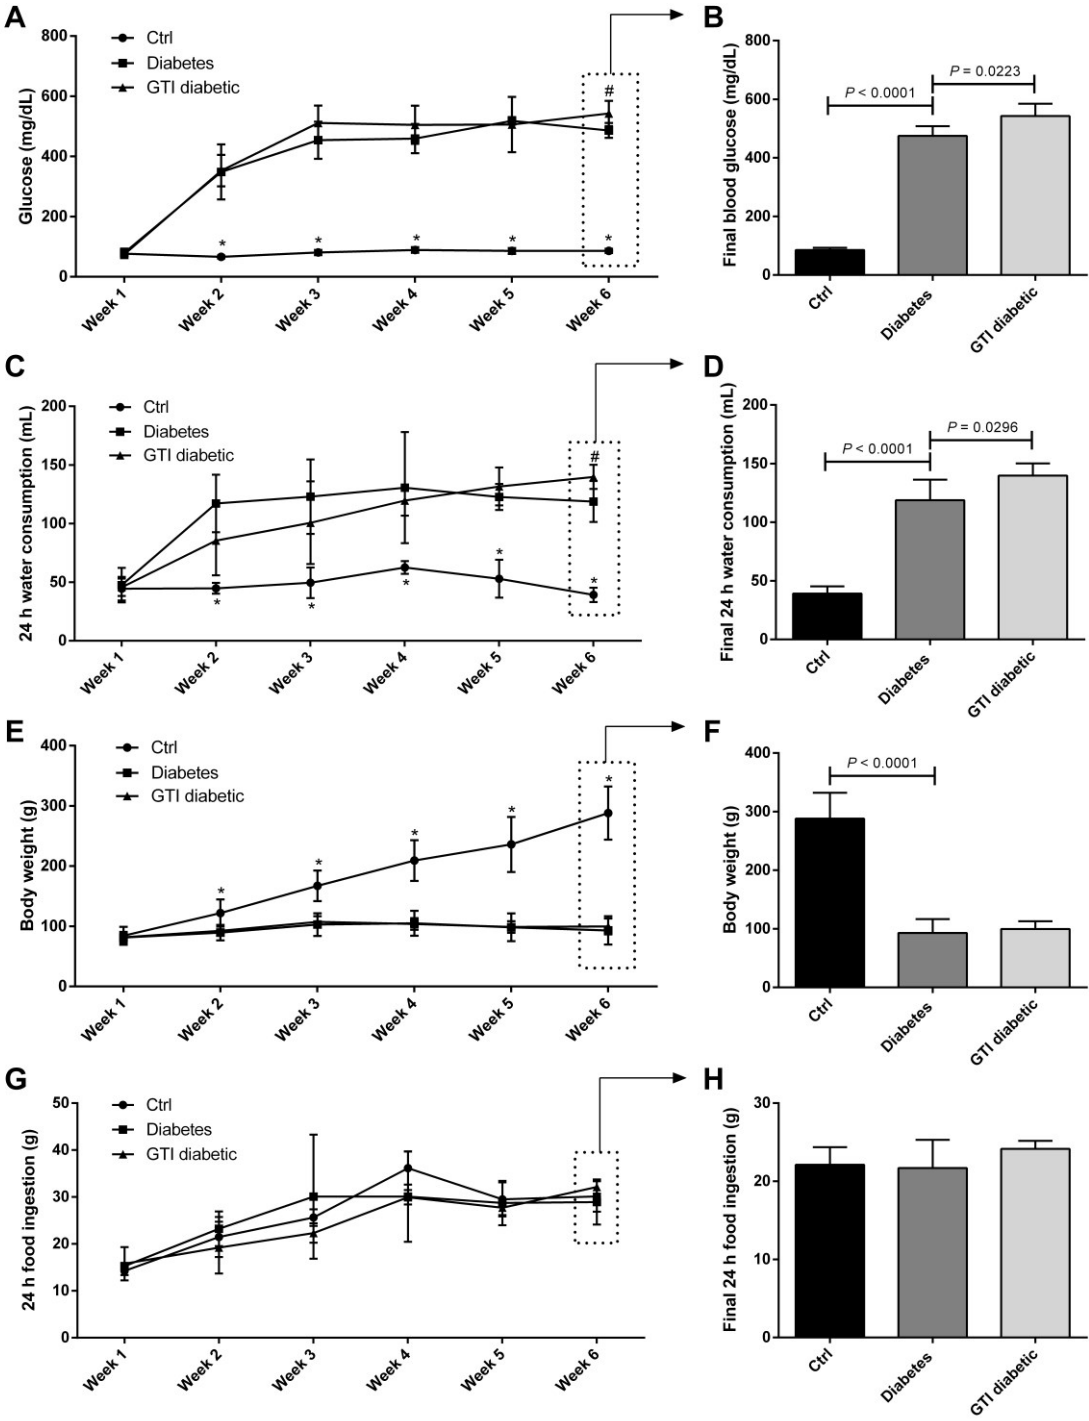 A
Glucose (mg/dL)
800
600
400
200
0
Ctrl
Diabetes
GTI diabetic
#
* * * * *
Week 1
Week 2
Week 3
Week 4
Week 5
Week 6
B
Final blood glucose (mg/dL)
800
600
400
200
0
P < 0.0001
P = 0.0223
Ctrl
Diabetes
GTI diabetic
C
24 h water consumption (mL)
200
150
100
50
0
Ctrl
Diabetes
GTI diabetic
#
* * * * *
Week 1
Week 2
Week 3
Week 4
Week 5
Week 6
D
Final 24 h water consumption (mL)
200
150
100
50
0
P < 0.0001
P = 0.0296
Ctrl
Diabetes
GTI diabetic
E
Body weight (g)
400
300
200
100
0
Ctrl
Diabetes
GTI diabetic
* * * * *
Week 1
Week 2
Week 3
Week 4
Week 5
Week 6
F
Body weight (g)
400
300
200
100
0
P < 0.0001
Ctrl
Diabetes
GTI diabetic
G
24 h food ingestion (g)
50
40
30
20
10
0
Ctrl
Diabetes
GTI diabetic
Week 1
Week 2
Week 3
Week 4
Week 5
Week 6
H
Final 24 h food ingestion (g)
30
20
10
0
Ctrl
Diabetes
GTI diabetic